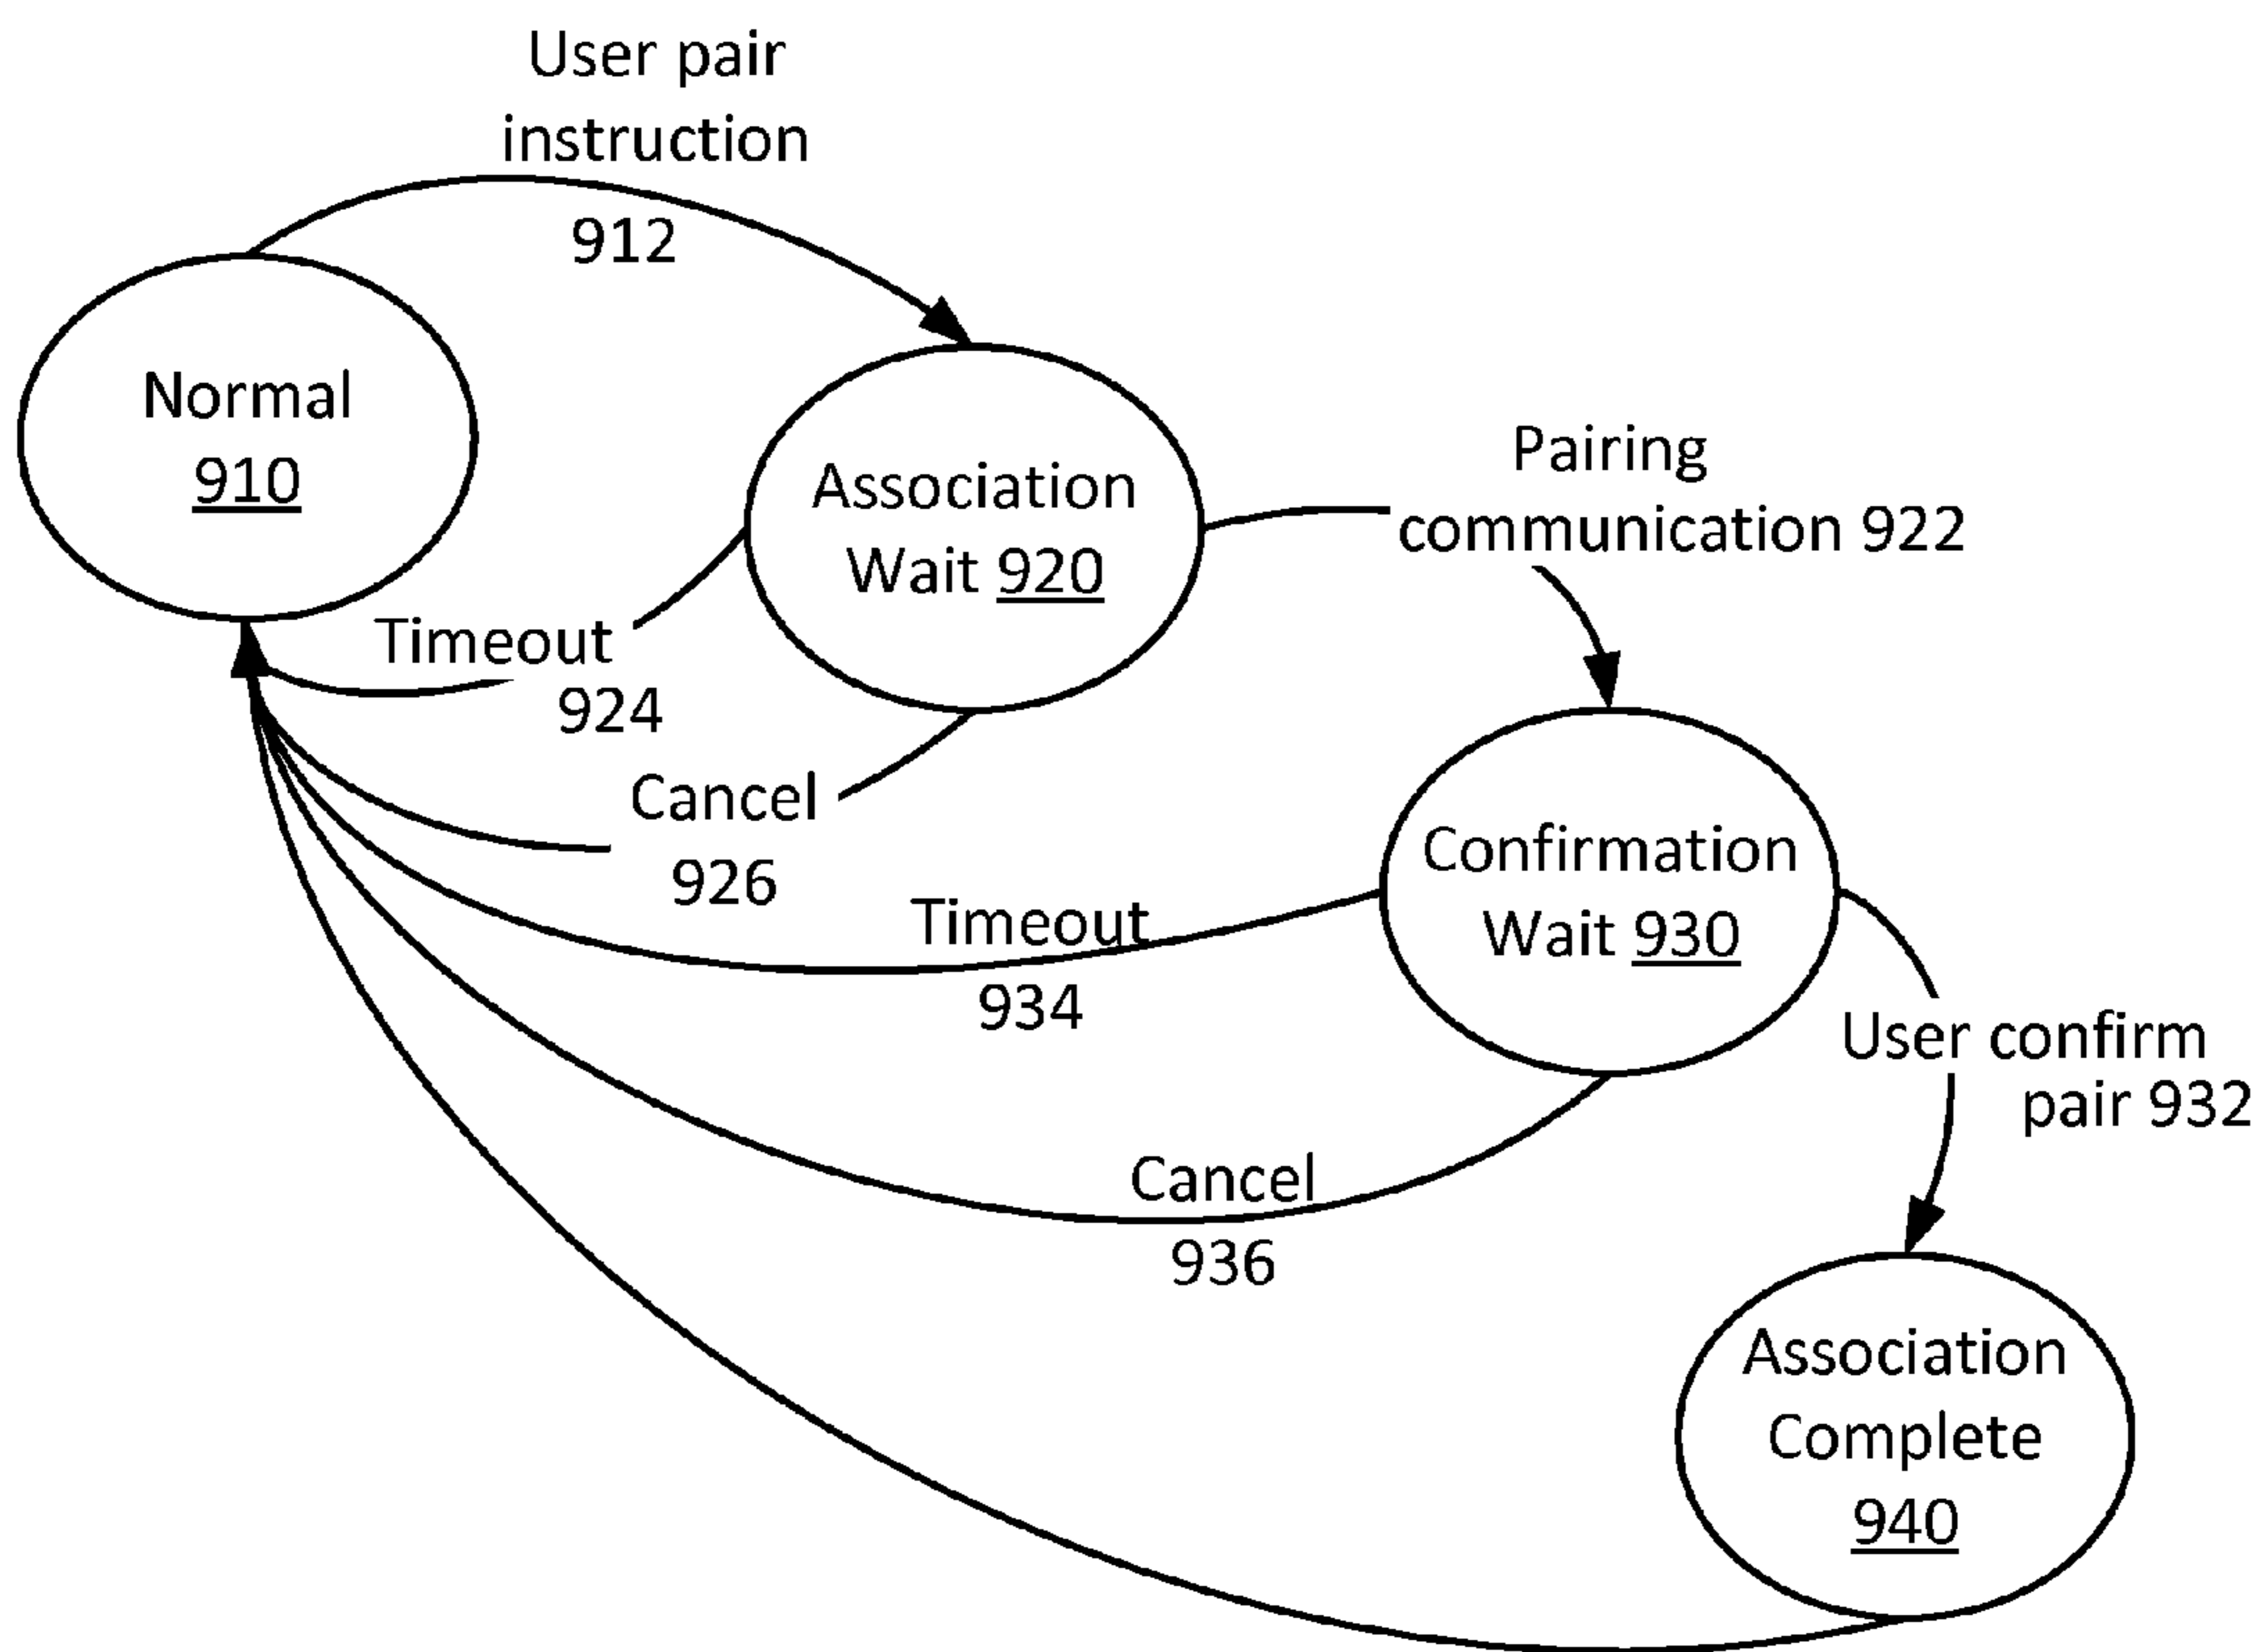 User pair
instruction
912
Normal
910
Association
Wait 920
Pairing
communication 922
Timeout
924
Cancel
926
Confirmation
Wait 930
Timeout
934
User confirm
pair 932
Cancel
936
Association
Complete
940